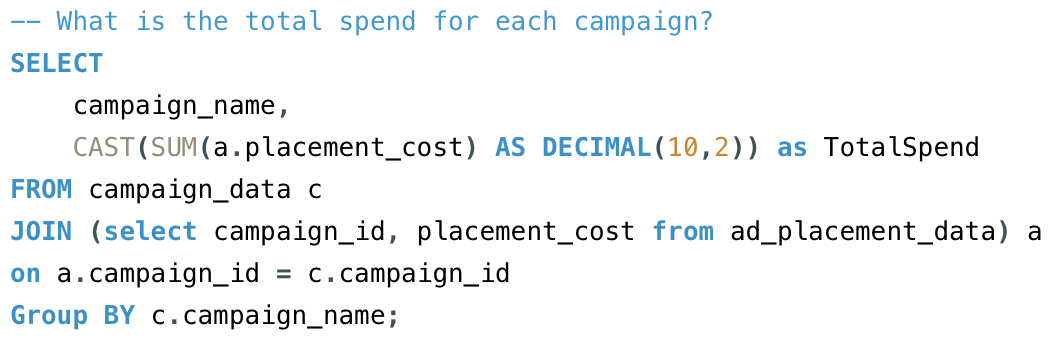 -- What is the total spend for each campaign?
SELECT
    campaign_name,
    CAST(SUM(a.placement_cost) AS DECIMAL(10,2)) as TotalSpend
FROM campaign_data c
JOIN (select campaign_id, placement_cost from ad_placement_data) a
on a.campaign_id = c.campaign_id
Group BY c.campaign_name;